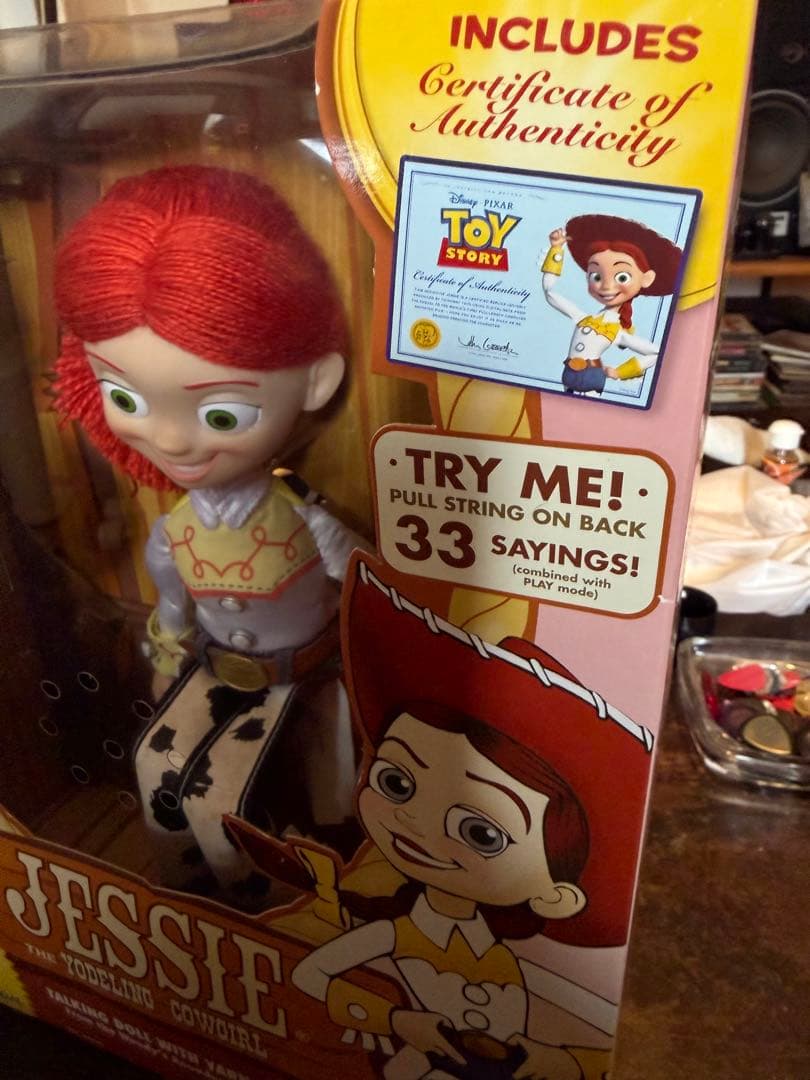 INCLUDES
Certificate of
Authenticity
Disney · PIXAR
TOY
STORY
Certificate of Authenticity
· TRY ME! ·
PULL STRING ON BACK
33 SAYINGS!
(combined with
PLAY mode)
JESSIE
THE YODELING COWGIRL
TALKING DOLL WITH YARN